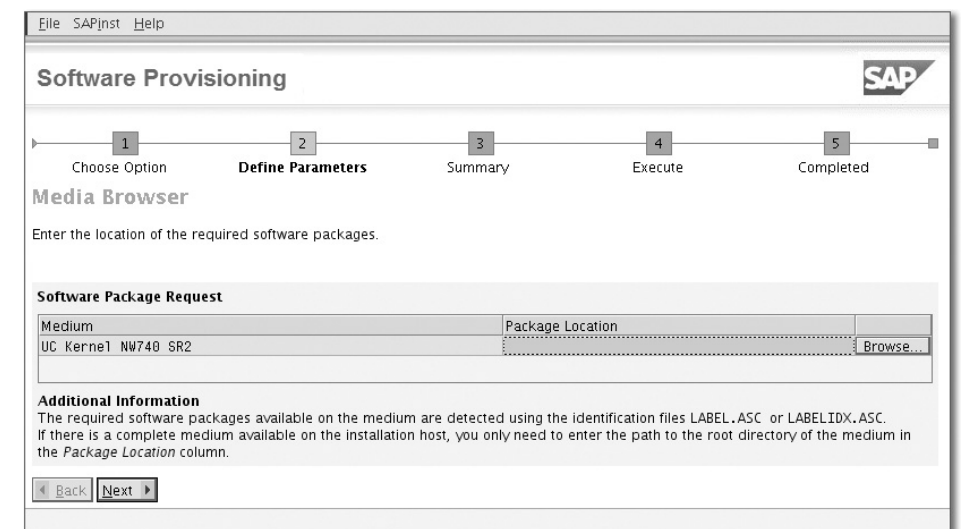 File SAPinst Help
Software Provisioning
SAP
1 2 3 4 5
Choose Option Define Parameters Summary Execute Completed
Media Browser
Enter the location of the required software packages.
Software Package Request
Medium Package Location
UC Kernel NW740 SR2 Browse...
Additional Information
The required software packages available on the medium are detected using the identification files LABEL.ASC or LABELIDX.ASC.
If there is a complete medium available on the installation host, you only need to enter the path to the root directory of the medium in
the Package Location column.
Back Next